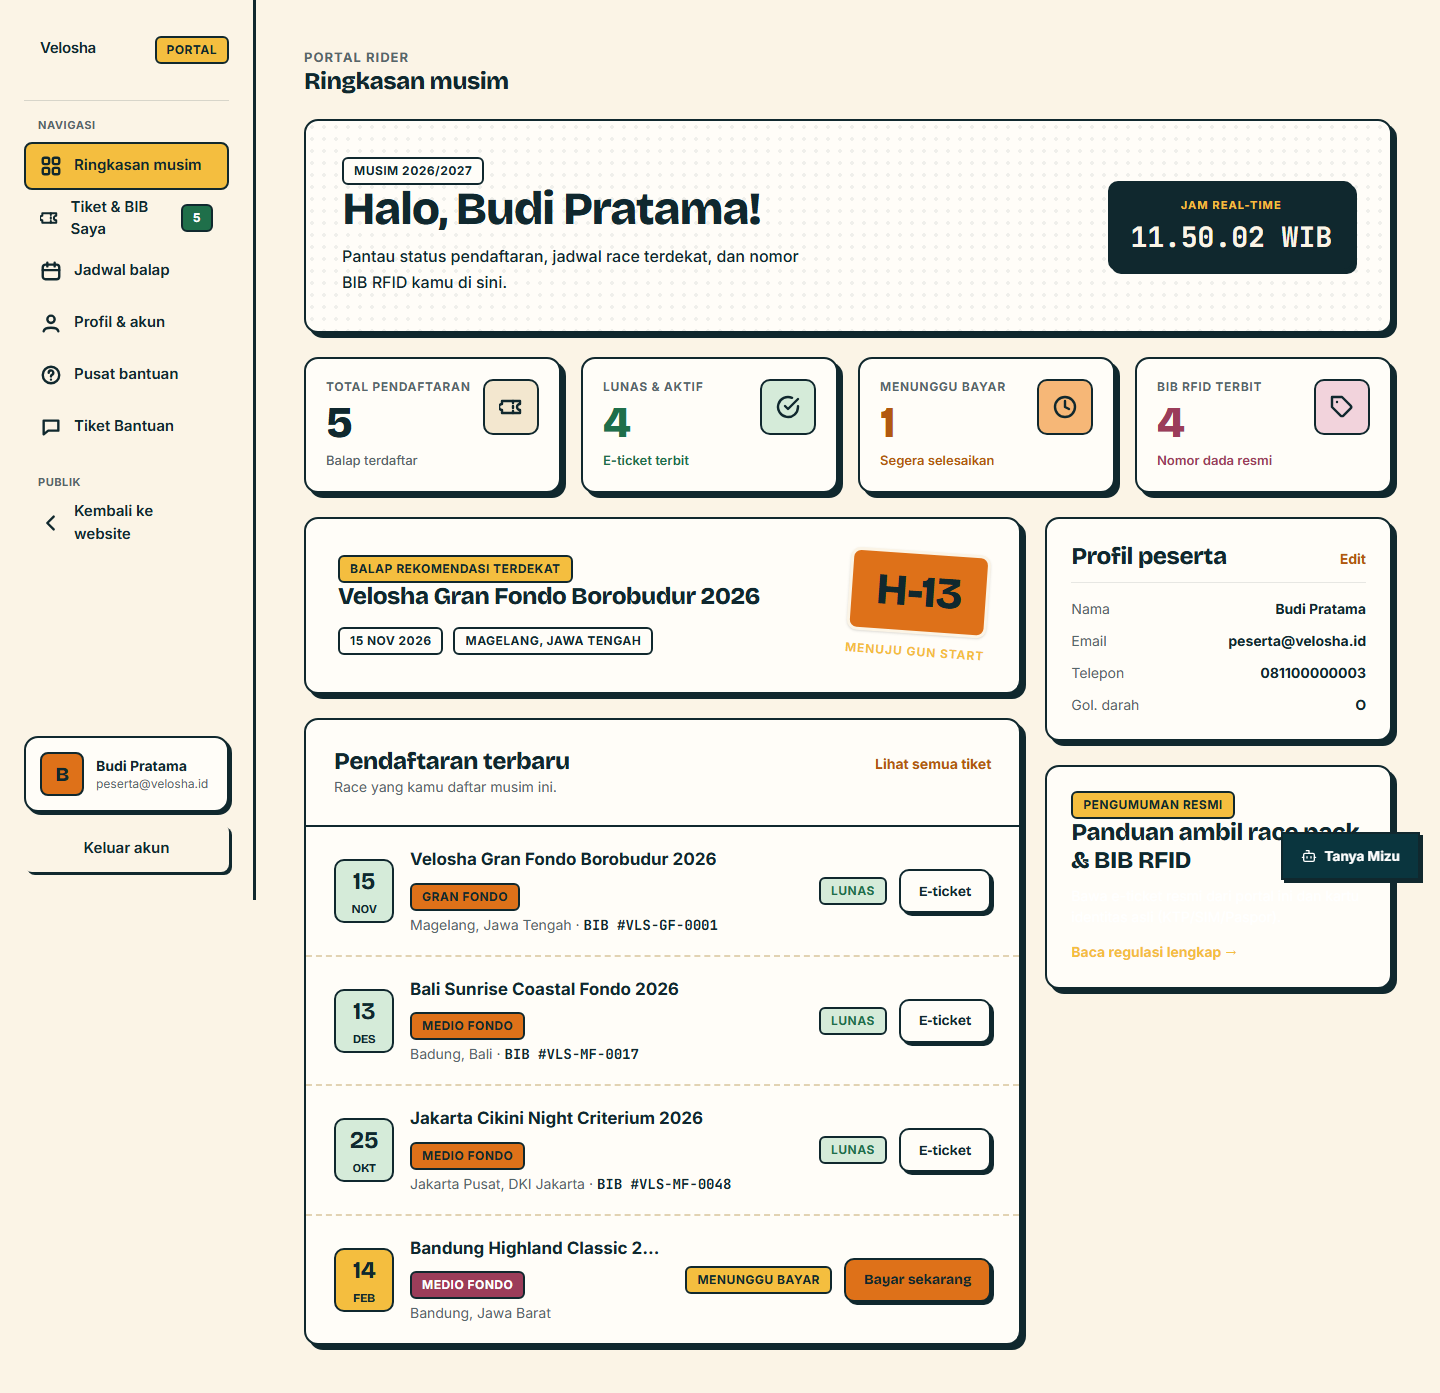 Velosha
PORTAL
NAVIGASI
Ringkasan musim
Tiket & BIB
Saya
5
Jadwal balap
Profil & akun
Pusat bantuan
Tiket Bantuan
PUBLIK
Kembali ke
website
B
Budi Pratama
peserta@velosha.id
Keluar akun
PORTAL RIDER
Ringkasan musim
MUSIM 2026/2027
Halo, Budi Pratama!
Pantau status pendaftaran, jadwal race terdekat, dan nomor
BIB RFID kamu di sini.
JAM REAL-TIME
11.50.02 WIB
TOTAL PENDAFTARAN
5
Balap terdaftar
LUNAS & AKTIF
4
E-ticket terbit
MENUNGGU BAYAR
1
Segera selesaikan
BIB RFID TERBIT
4
Nomor dada resmi
BALAP REKOMENDASI TERDEKAT
Velosha Gran Fondo Borobudur 2026
15 NOV 2026
MAGELANG, JAWA TENGAH
H-13
MENUJU GUN START
Pendaftaran terbaru
Race yang kamu daftar musim ini.
Lihat semua tiket
15
NOV
Velosha Gran Fondo Borobudur 2026
GRAN FONDO
Magelang, Jawa Tengah · BIB #VLS-GF-0001
LUNAS
E-ticket
13
DES
Bali Sunrise Coastal Fondo 2026
MEDIO FONDO
Badung, Bali · BIB #VLS-MF-0017
LUNAS
E-ticket
25
OKT
Jakarta Cikini Night Criterium 2026
MEDIO FONDO
Jakarta Pusat, DKI Jakarta · BIB #VLS-MF-0048
LUNAS
E-ticket
14
FEB
Bandung Highland Classic 2...
MEDIO FONDO
Bandung, Jawa Barat
MENUNGGU BAYAR
Bayar sekarang
Profil peserta
Edit
Nama
Budi Pratama
Email
peserta@velosha.id
Telepon
081100000003
Gol. darah
O
PENGUMUMAN RESMI
Panduan ambil race pack
& BIB RFID
Baca regulasi lengkap →
Tanya Mizu